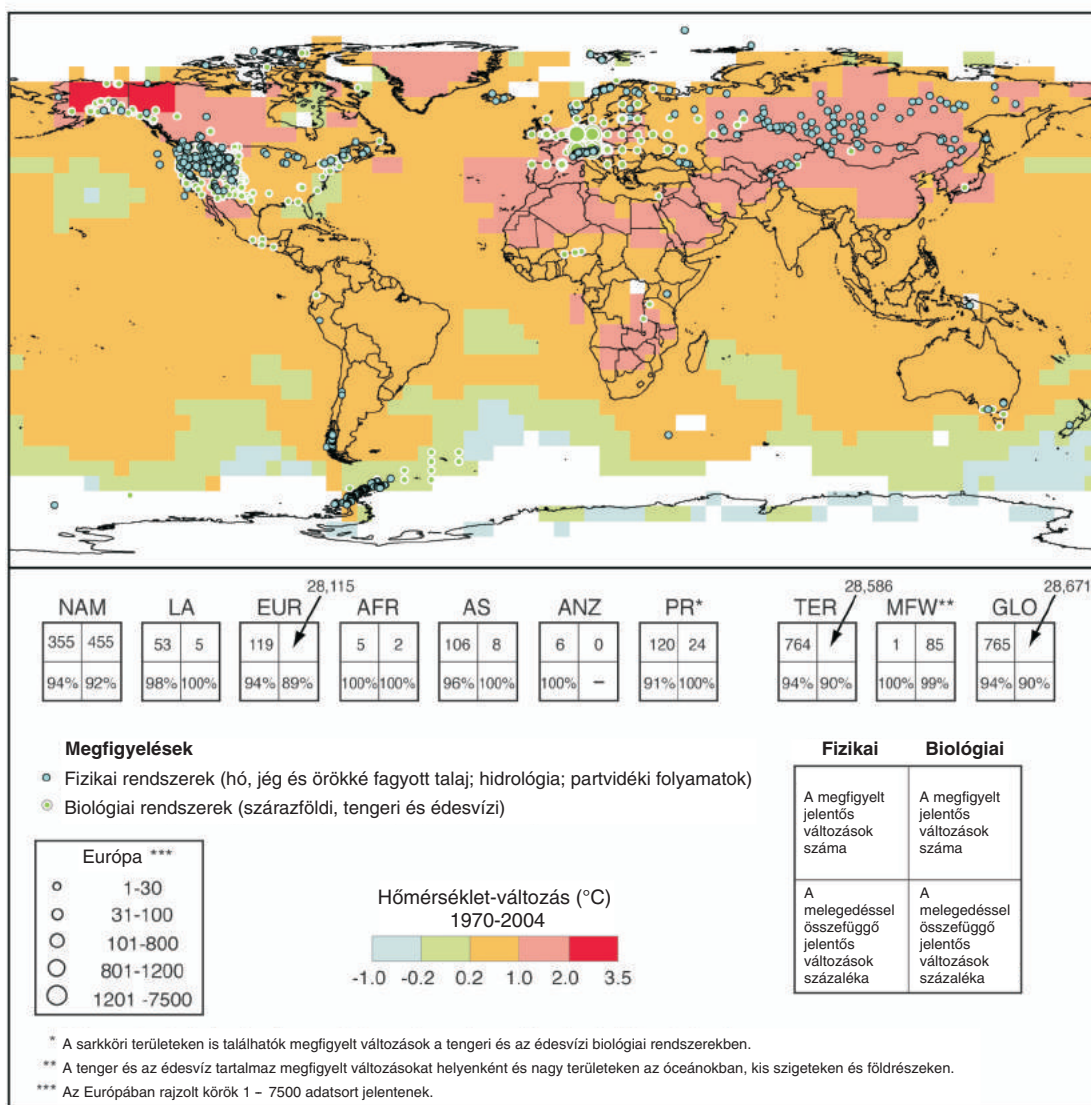 28,115
28,586
28,671
NAM LA EUR AFR AS ANZ PR* TER MFW** GLO
355 455 53 5 119 5 2 106 8 6 0 120 24 764 1 85 765
94% 92% 98% 100% 94% 89% 100% 100% 96% 100% 100% – 91% 100% 94% 90% 100% 99% 94% 90%
Megfigyelések
Fizikai rendszerek (hó, jég és örökké fagyott talaj; hidrológia; partvidéki folyamatok)
Biológiai rendszerek (szárazföldi, tengeri és édesvízi)
Európa ***
1-30
31-100
101-800
801-1200
1201 -7500
Hőmérséklet-változás (°C)
1970-2004
-1.0 -0.2 0.2 1.0 2.0 3.5
Fizikai Biológiai
A megfigyelt
jelentős
változások
száma
A megfigyelt
jelentős
változások
száma
A
melegedéssel
összefüggő
jelentős
változások
százaléka
A
melegedéssel
összefüggő
jelentős
változások
százaléka
* A sarkköri területeken is találhatók megfigyelt változások a tengeri és az édesvízi biológiai rendszerekben.
** A tenger és az édesvíz tartalmaz megfigyelt változásokat helyenként és nagy területeken az óceánokban, kis szigeteken és földrészeken.
*** Az Európában rajzolt körök 1 – 7500 adatsort jelentenek.